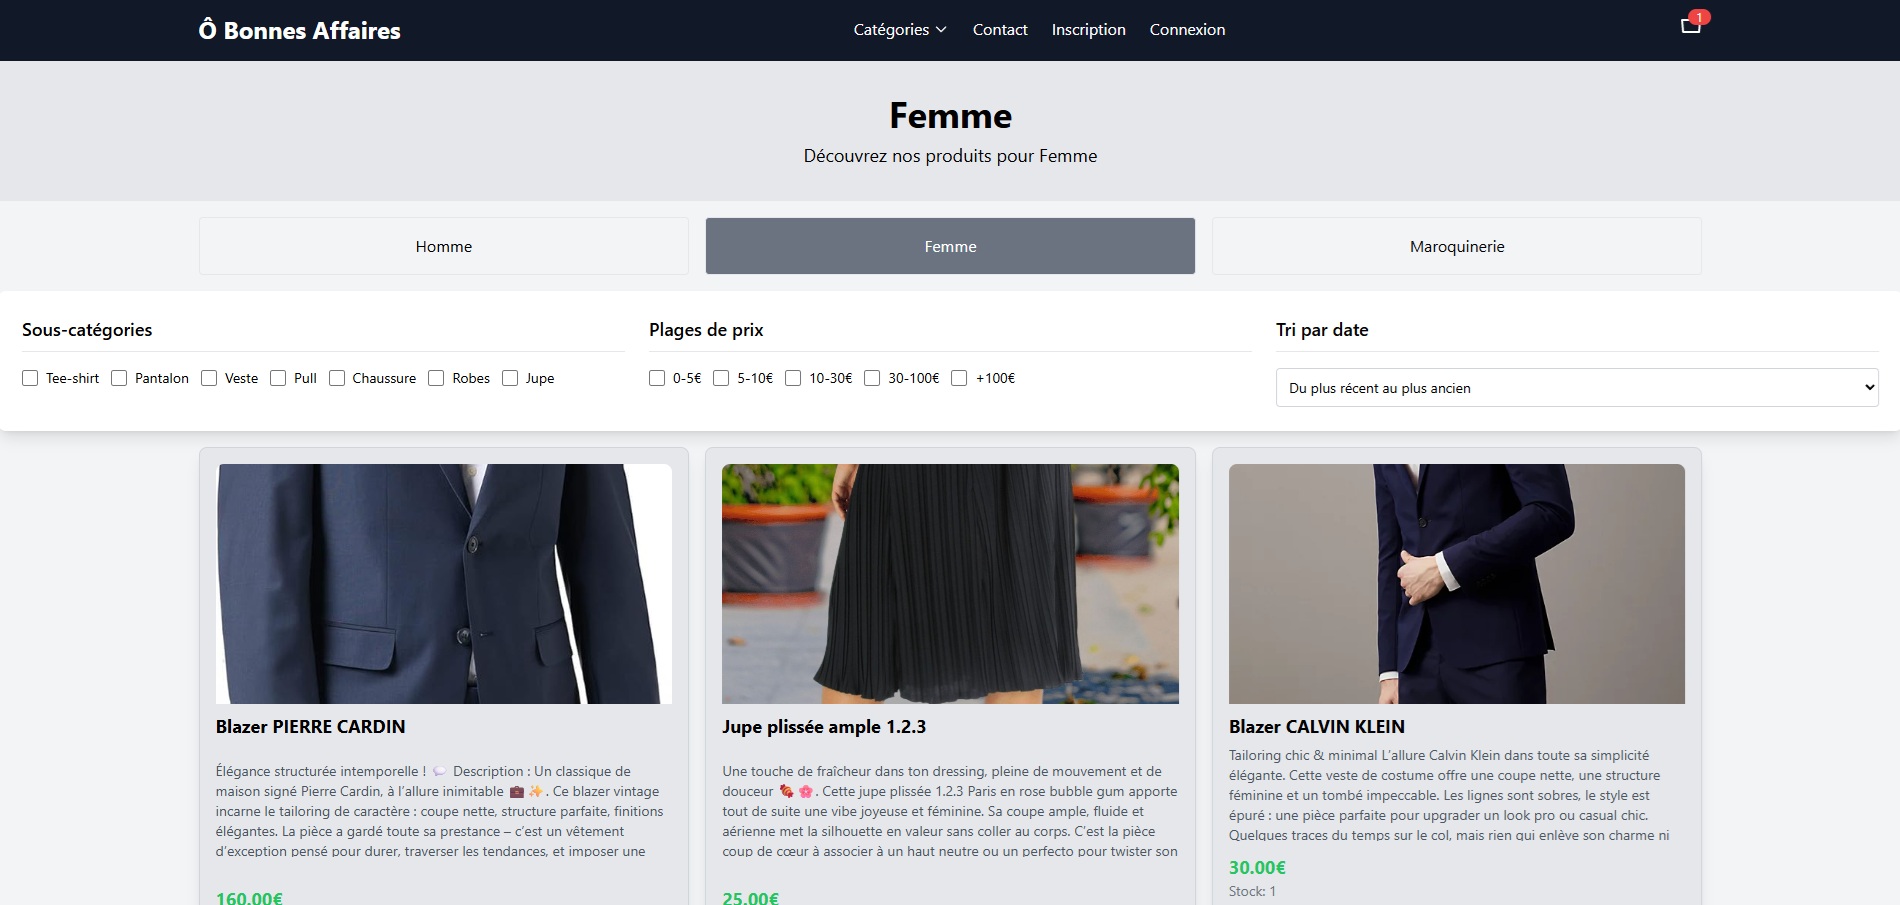 Ô Bonnes Affaires
Catégories
Contact
Inscription
Connexion
1
Femme
Découvrez nos produits pour Femme
Homme
Femme
Maroquinerie
Sous-catégories
Tee-shirt
Pantalon
Veste
Pull
Chaussure
Robes
Jupe
Plages de prix
0-5€
5-10€
10-30€
30-100€
+100€
Tri par date
Du plus récent au plus ancien
Blazer PIERRE CARDIN
Élégance structurée intemporelle ! 💬 Description : Un classique de
maison signé Pierre Cardin, à l’allure inimitable 💼✨. Ce blazer vintage
incarne le tailoring de caractère : coupe nette, structure parfaite, finitions
élégantes. La pièce a gardé toute sa prestance – c’est un vêtement
d’exception pensé pour durer, traverser les tendances, et imposer une
160.00€
Jupe plissée ample 1.2.3
Une touche de fraîcheur dans ton dressing, pleine de mouvement et de
douceur 🍬🌸. Cette jupe plissée 1.2.3 Paris en rose bubble gum apporte
tout de suite une vibe joyeuse et féminine. Sa coupe ample, fluide et
aérienne met la silhouette en valeur sans coller au corps. C’est la pièce
coup de cœur à associer à un haut neutre ou un perfecto pour twister son
25.00€
Blazer CALVIN KLEIN
Tailoring chic & minimal L’allure Calvin Klein dans toute sa simplicité
élégante. Cette veste de costume offre une coupe nette, une structure
féminine et un tombé impeccable. Les lignes sont sobres, le style est
épuré : une pièce parfaite pour upgrader un look pro ou casual chic.
Quelques traces du temps sur le col, mais rien qui enlève son charme ni
30.00€
Stock: 1